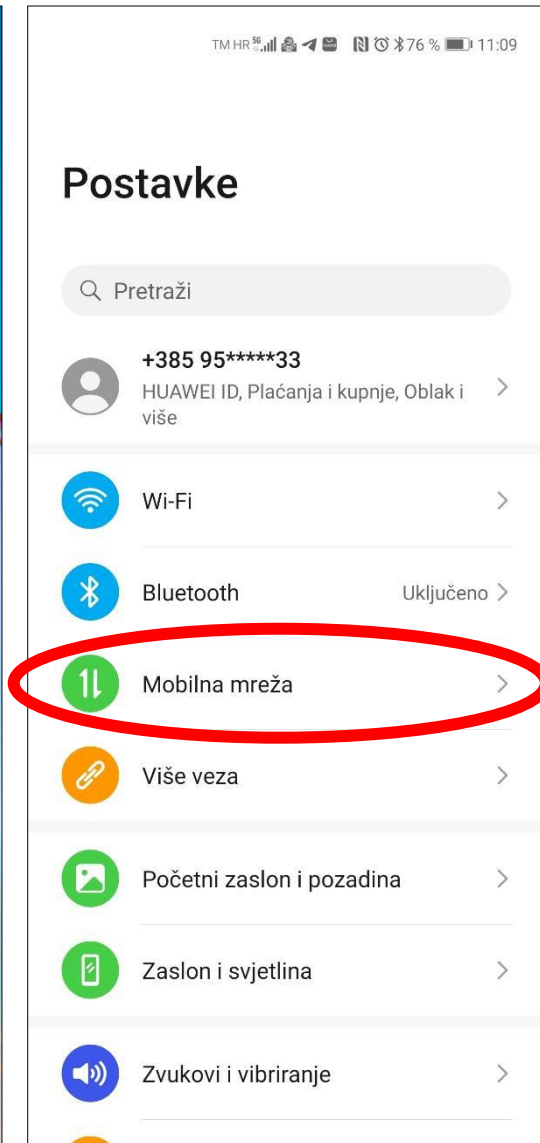 TM HR 5G 76 % 11:09
Postavke
Pretraži
+385 95*****33
HUAWEI ID, Plaćanja i kupnje, Oblak i
više
Wi-Fi
Bluetooth Uključeno
Mobilna mreža
Više veza
Početni zaslon i pozadina
Zaslon i svjetlina
Zvukovi i vibriranje